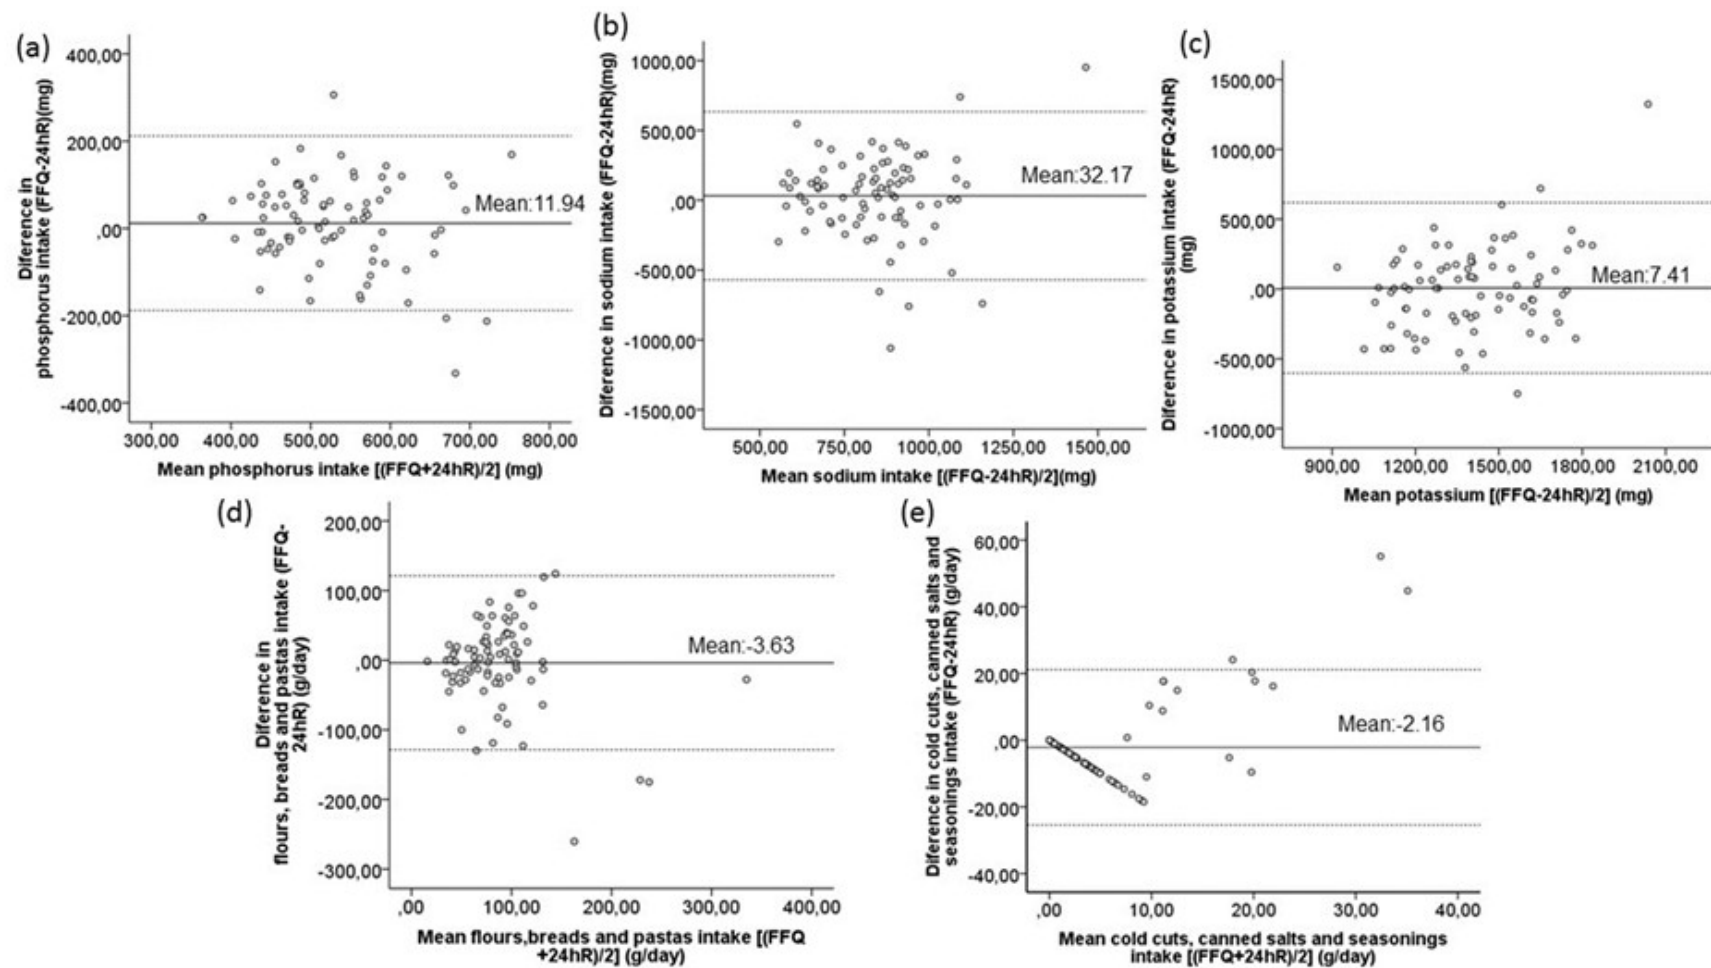 (a)
Diference in
phosphorus intake (FFQ-24hR)(mg)
400,00
200,00
,00
-200,00
-400,00
Mean:11.94
300,00 400,00 500,00 600,00 700,00 800,00
Mean phosphorus intake [(FFQ+24hR)/2] (mg)
(b)
Diference in sodium intake (FFQ-24hR)(mg)
1000,00
500,00
,00
-500,00
-1000,00
-1500,00
Mean:32.17
500,00 750,00 1000,00 1250,00 1500,00
Mean sodium intake [(FFQ-24hR)/2](mg)
(c)
Diference in potassium intake (FFQ-24hR)
(mg)
1500,00
1000,00
500,00
,00
-500,00
-1000,00
Mean:7.41
900,00 1200,00 1500,00 1800,00 2100,00
Mean potassium [(FFQ-24hR)/2] (mg)
(d)
Diference in
flours, breads and pastas intake (FFQ-
24hR) (g/day)
200,00
100,00
,00
-100,00
-200,00
-300,00
Mean:-3.63
,00 100,00 200,00 300,00 400,00
Mean flours,breads and pastas intake [(FFQ
+24hR)/2] (g/day)
(e)
Diference in cold cuts, canned salts and
seasonings intake (FFQ-24hR) (g/day)
60,00
40,00
20,00
,00
-20,00
-40,00
Mean:-2.16
,00 10,00 20,00 30,00 40,00
Mean cold cuts, canned salts and seasonings
intake [(FFQ+24hR)/2] (g/day)